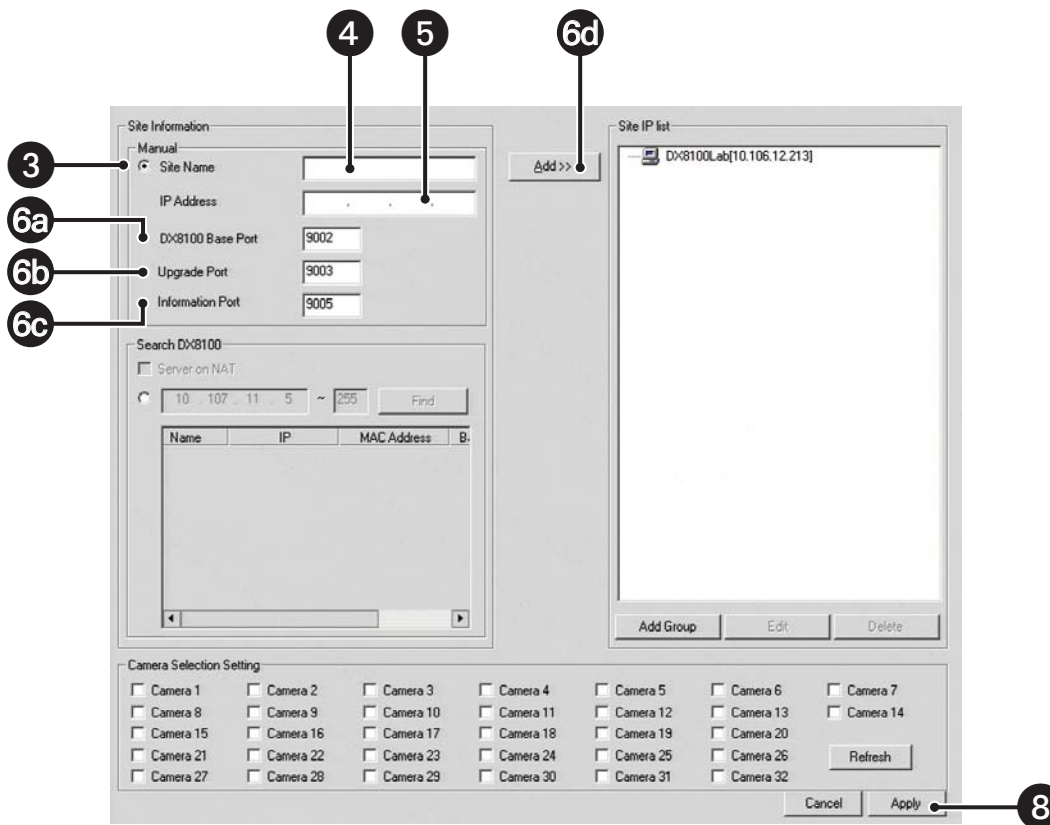 4 5 6d
Site Information
Manual
3 Site Name
Add >>
Site IP list
DX8100Lab[10.106.12.213]
IP Address . . .
6a DX8100 Base Port 9002
6b Upgrade Port 9003
6c Information Port 9005
Search DX8100
Server on NAT
10 . 107 . 11 . 5 ~ 255 Find
Name IP MAC Address
Add Group Edit Delete
Camera Selection Setting
Camera 1 Camera 2 Camera 3 Camera 4 Camera 5 Camera 6 Camera 7
Camera 8 Camera 9 Camera 10 Camera 11 Camera 12 Camera 13 Camera 14
Camera 15 Camera 16 Camera 17 Camera 18 Camera 19 Camera 20
Camera 21 Camera 22 Camera 23 Camera 24 Camera 25 Camera 26 Refresh
Camera 27 Camera 28 Camera 29 Camera 30 Camera 31 Camera 32
Cancel Apply 8